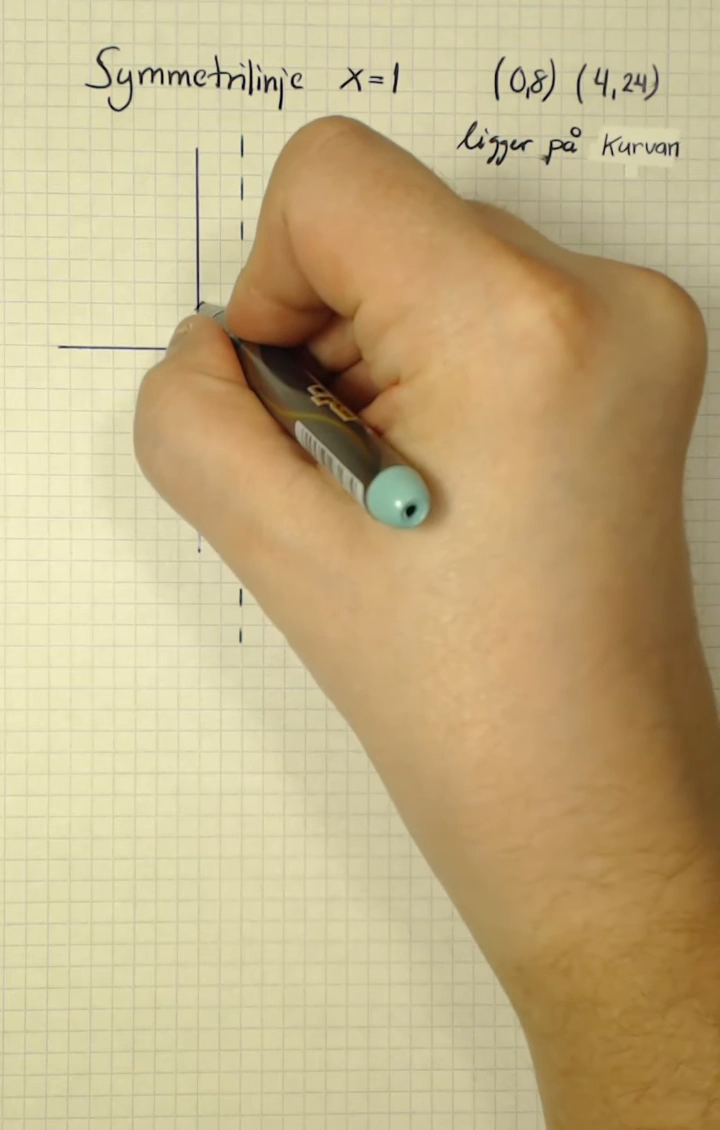 Symmetrilinje x=1 (0,8) (4,24)
ligger på kurvan